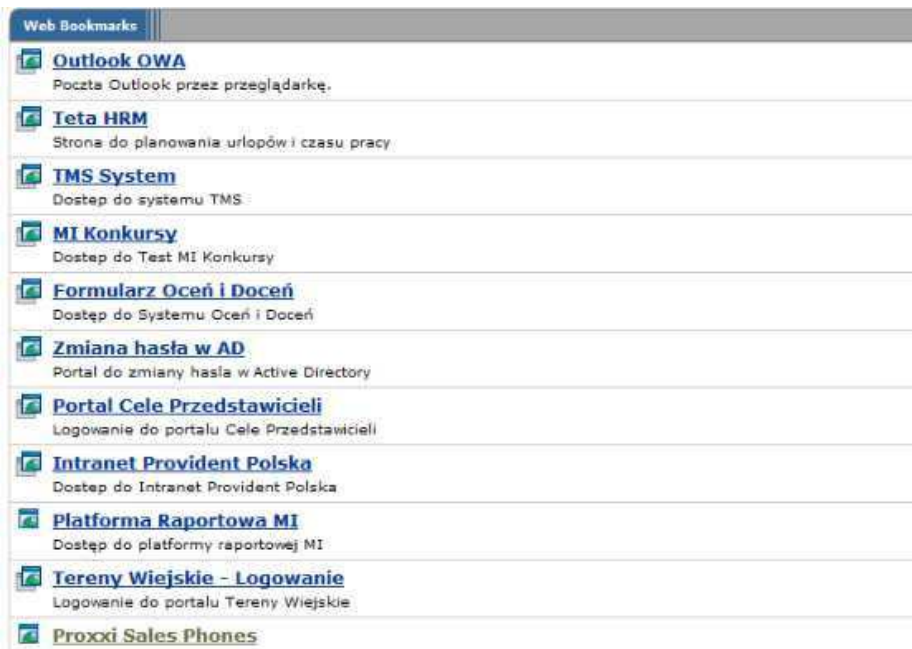 Web Bookmarks
Outlook OWA
Poczta Outlook przez przeglądarkę.
Teta HRM
Strona do planowania urlopów i czasu pracy
TMS System
Dostep do systemu TMS
MI Konkursy
Dostep do Test MI Konkursy
Formularz Oceń i Doceń
Dostęp do Systemu Oceń i Doceń
Zmiana hasła w AD
Portal do zmiany hasla w Active Directory
Portal Cele Przedstawicieli
Logowanie do portalu Cele Przedstawicieli
Intranet Provident Polska
Dostep do Intranet Provident Polska
Platforma Raportowa MI
Dostęp do platformy raportowej MI
Tereny Wiejskie - Logowanie
Logowanie do portalu Tereny Wiejskie
Proxxi Sales Phones